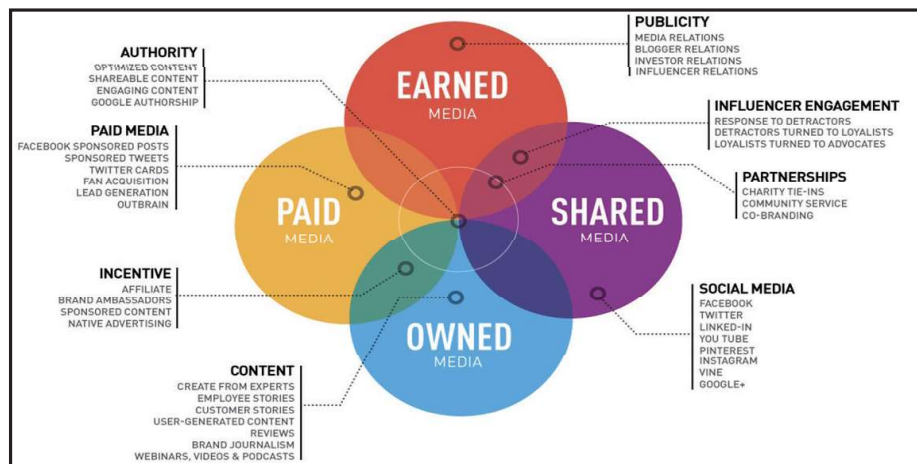 AUTHORITY
OPTIMIZED CONTENT
SHAREABLE CONTENT
ENGAGING CONTENT
GOOGLE AUTHORSHIP
PAID MEDIA
FACEBOOK SPONSORED POSTS
SPONSORED TWEETS
TWITTER CARDS
FAN ACQUISITION
LEAD GENERATION
OUTBRAIN
INCENTIVE
AFFILIATE
BRAND AMBASSADORS
SPONSORED CONTENT
NATIVE ADVERTISING
CONTENT
CREATE FROM EXPERTS
EMPLOYEE STORIES
CUSTOMER STORIES
USER-GENERATED CONTENT
REVIEWS
BRAND JOURNALISM
WEBINARS, VIDEOS & PODCASTS
EARNED
MEDIA
PAID
MEDIA
SHARED
MEDIA
OWNED
MEDIA
PUBLICITY
MEDIA RELATIONS
BLOGGER RELATIONS
INVESTOR RELATIONS
INFLUENCER RELATIONS
INFLUENCER ENGAGEMENT
RESPONSE TO DETRACTORS
DETRACTORS TURNED TO LOYALISTS
LOYALISTS TURNED TO ADVOCATES
PARTNERSHIPS
CHARITY TIE-INS
COMMUNITY SERVICE
CO-BRANDING
SOCIAL MEDIA
FACEBOOK
TWITTER
LINKED-IN
YOU TUBE
PINTEREST
INSTAGRAM
VINE
GOOGLE+